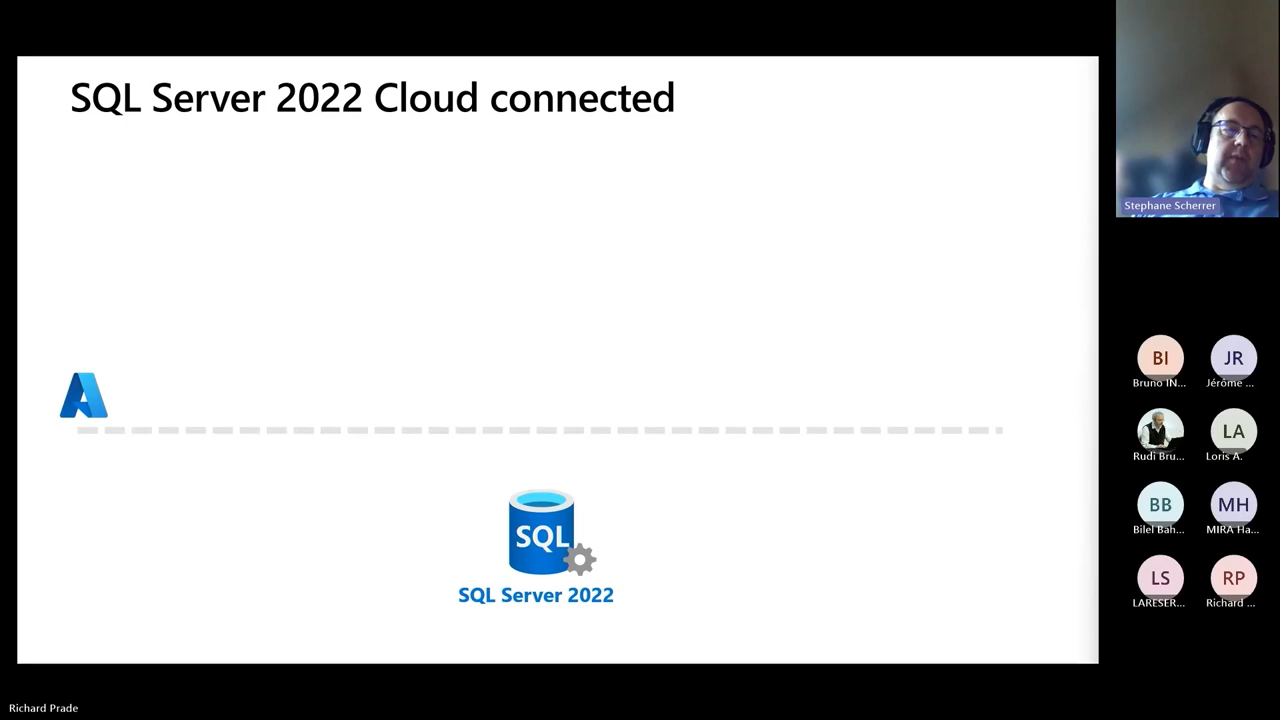 SQL Server 2022 Cloud connected
SQL
SQL Server 2022
Stephane Scherrer
BI
JR
Bruno IN...
Jérôme ...
LA
Rudi Bru...
Loris A.
BB
MH
Bilel Bah...
MIRA Ha...
LS
RP
LARESER...
Richard ...
Richard Prade